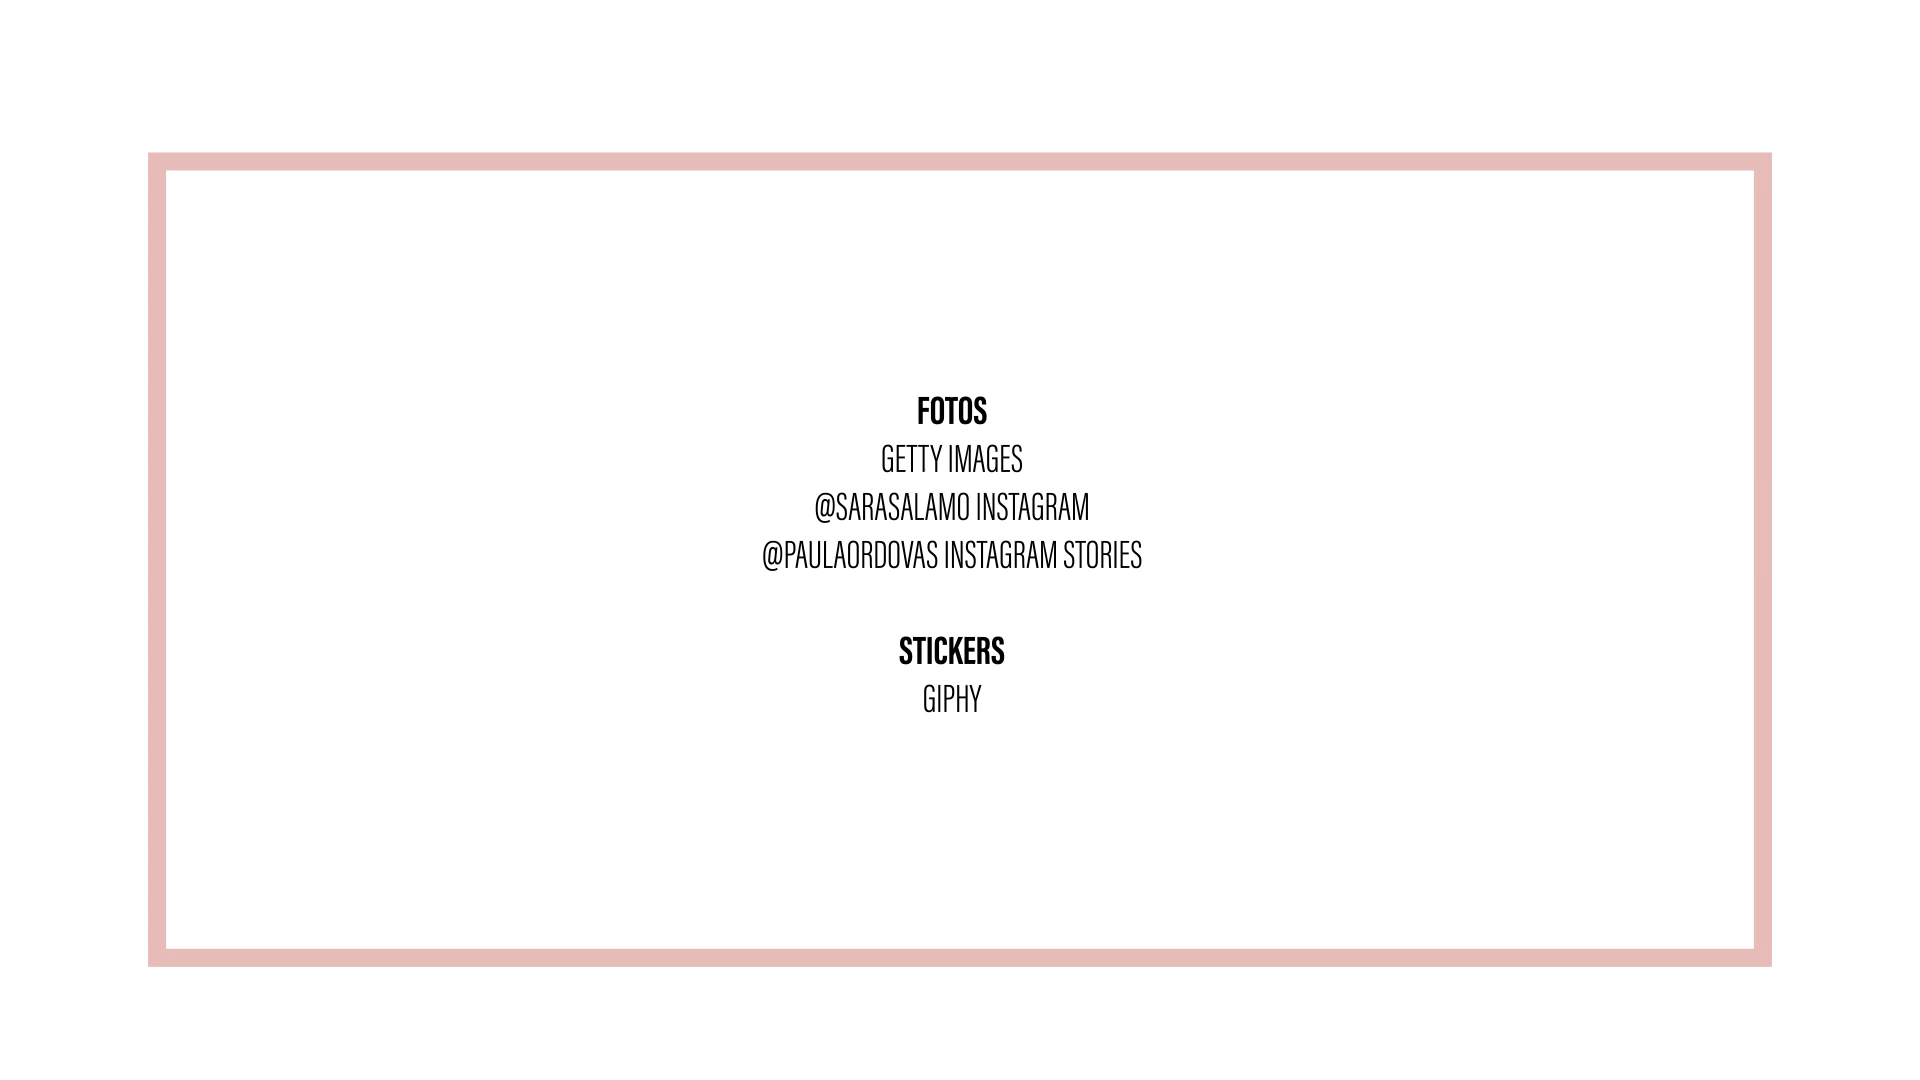 FOTOS
GETTY IMAGES
@SARASALAMO INSTAGRAM
@PAULAORDOVAS INSTAGRAM STORIES
STICKERS
GIPHY